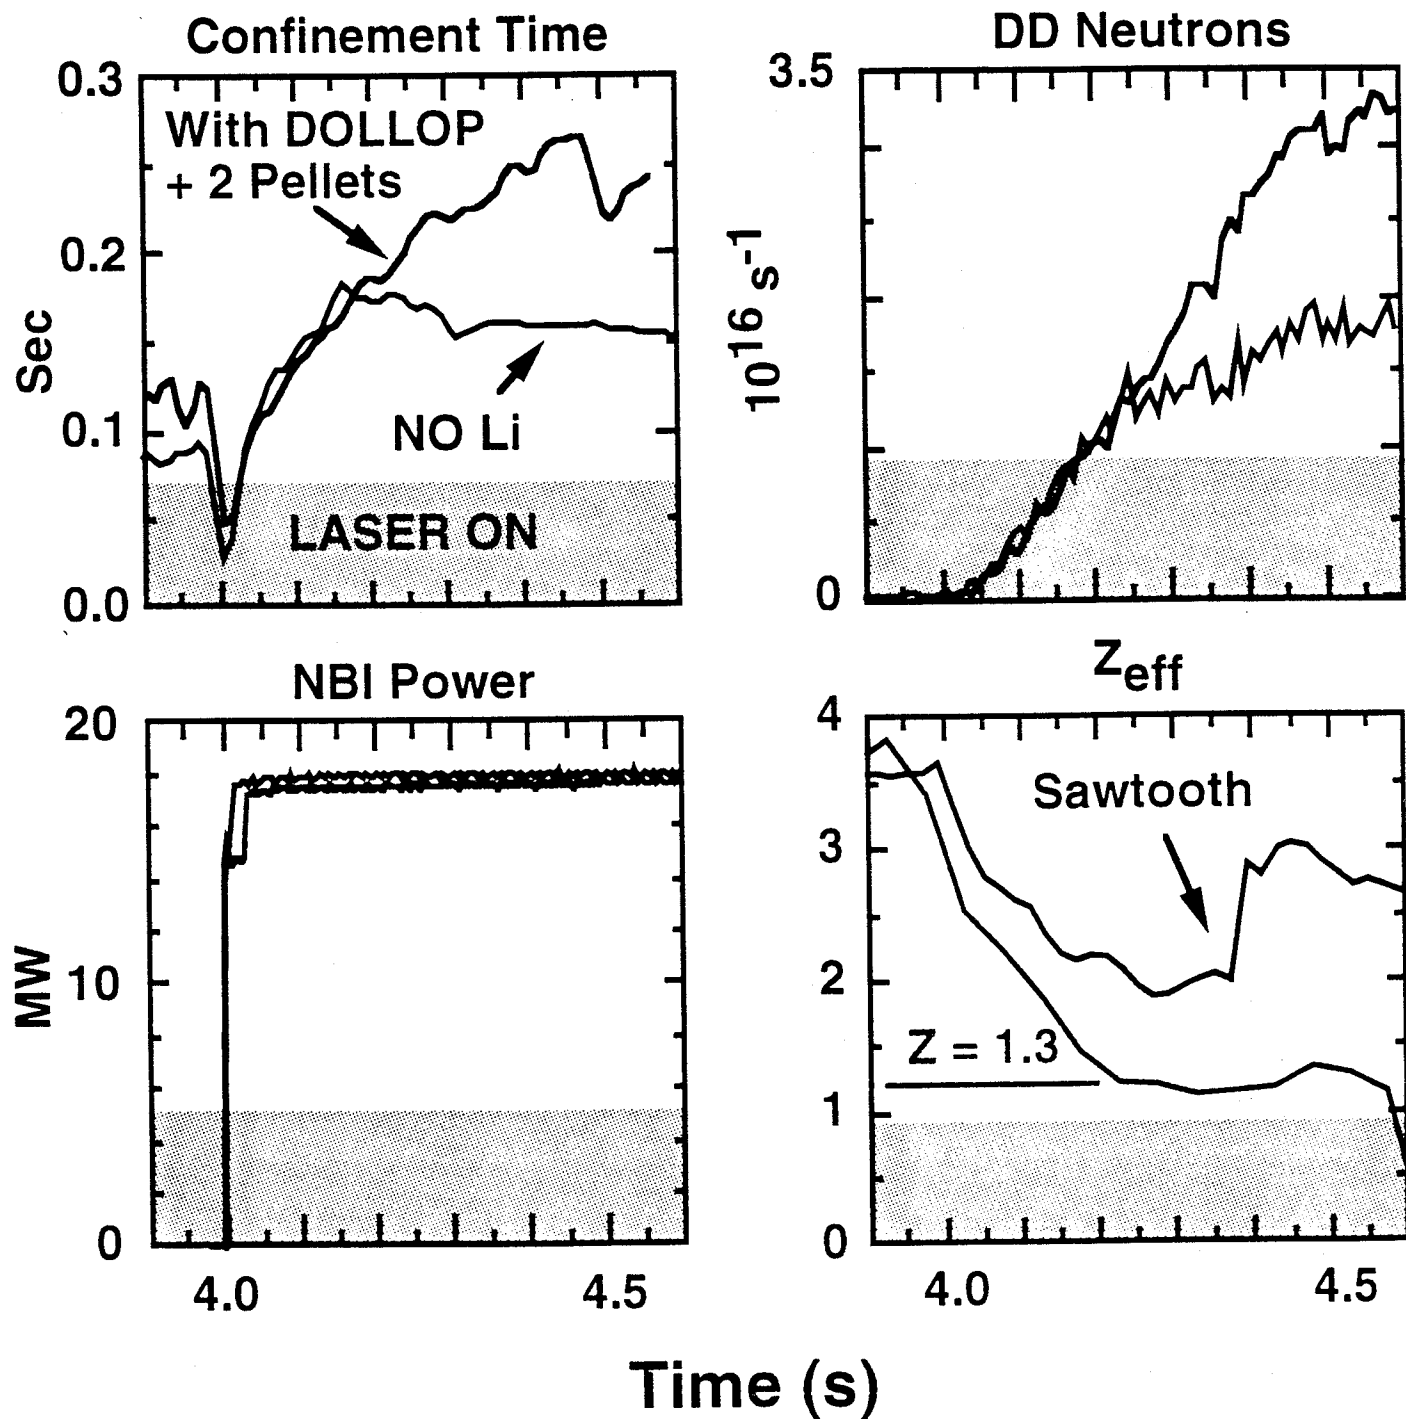 Confinement Time
0.3
With DOLLOP
+ 2 Pellets
0.2
Sec
0.1
NO Li
LASER ON
0.0
DD Neutrons
3.5
10^16 s^-1
0
NBI Power
20
MW
10
0
4.0 4.5
Z_eff
4
Sawtooth
3
2
Z = 1.3
1
0
4.0 4.5
Time (s)